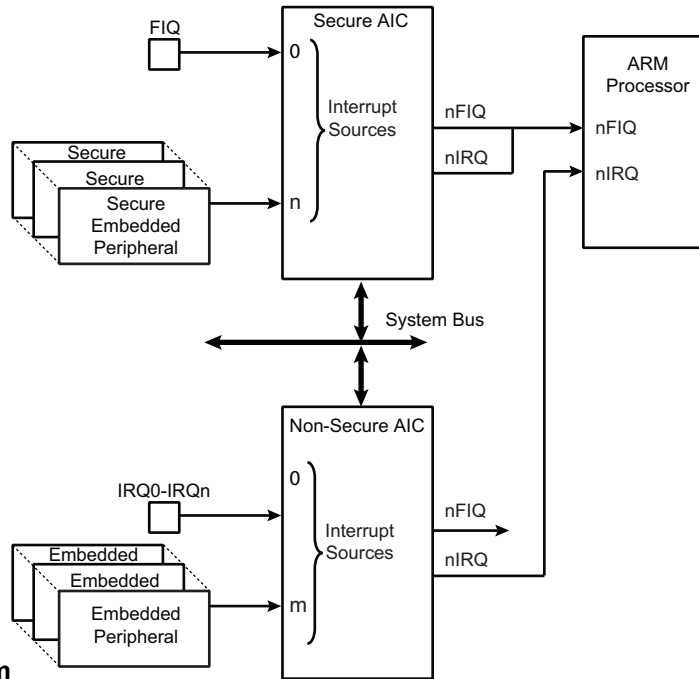 FIQ
Secure AIC
0
Interrupt
Sources
nFIQ
nIRQ
n
ARM
Processor
nFIQ
nIRQ
Secure
Secure
Secure
Embedded
Peripheral
System Bus
Non-Secure AIC
IRQ0-IRQn
0
Interrupt
Sources
nFIQ
nIRQ
m
Embedded
Embedded
Embedded
Peripheral